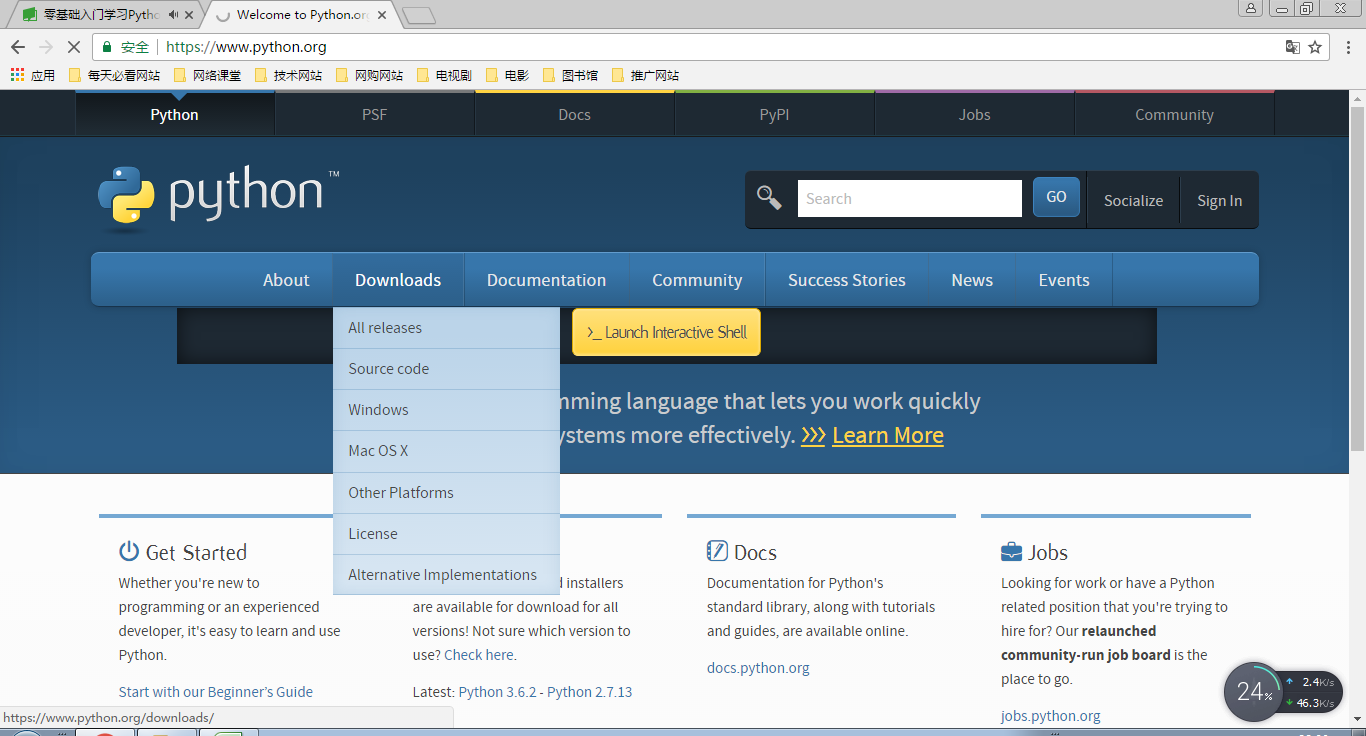 零基础入门学习Pytho
Welcome to Python.or
安全
https://www.python.org
应用
每天必看网站
网络课堂
技术网站
网购网站
电视剧
电影
图书馆
推广网站
Python
PSF
Docs
PyPI
Jobs
Community
python™
Search
GO
Socialize
Sign In
About
Downloads
Documentation
Community
Success Stories
News
Events
All releases
Source code
Windows
Mac OS X
Other Platforms
License
Alternative Implementations
>_ Launch Interactive Shell
mming language that lets you work quickly
ystems more effectively. >>> Learn More
Get Started
Whether you're new to
programming or an experienced
developer, it's easy to learn and use
Python.
Start with our Beginner's Guide
installers
are available for download for all
versions! Not sure which version to
use? Check here.
Latest: Python 3.6.2 - Python 2.7.13
Docs
Documentation for Python's
standard library, along with tutorials
and guides, are available online.
docs.python.org
Jobs
Looking for work or have a Python
related position that you're trying to
hire for? Our relaunched
community-run job board is the
place to go.
jobs.python.org
24%
2.4K/s
46.3K/s
https://www.python.org/downloads/